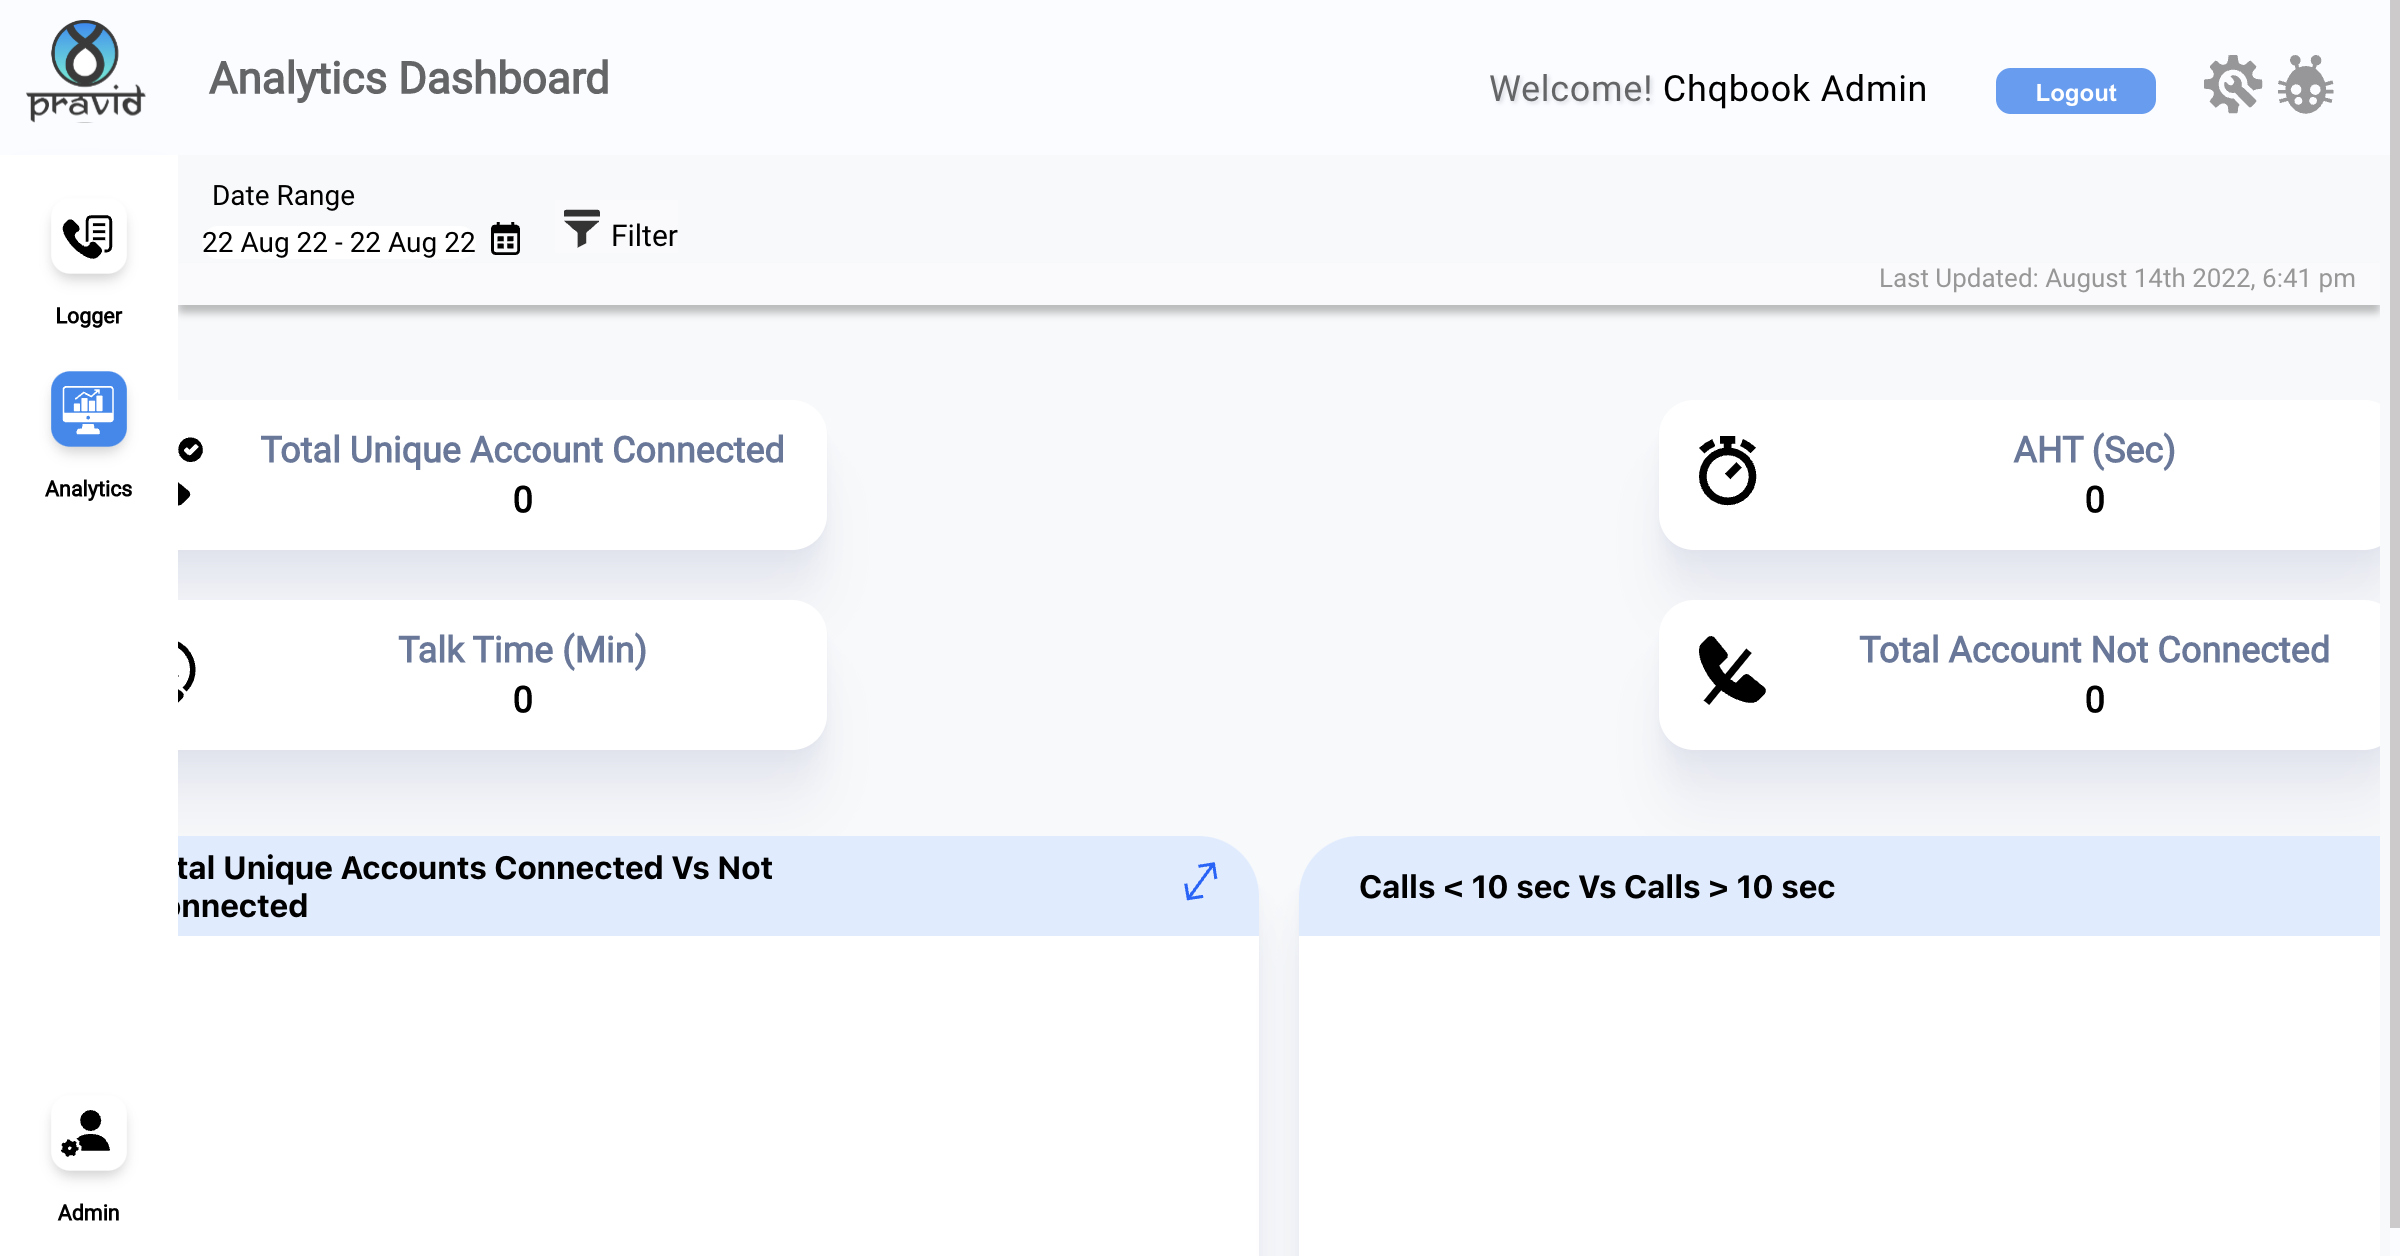 pravid
Analytics Dashboard
Welcome! Chqbook Admin
Logout
Date Range
22 Aug 22 - 22 Aug 22
Filter
Last Updated: August 14th 2022, 6:41 pm
Logger
Analytics
Admin
Total Unique Account Connected
0
AHT (Sec)
0
Talk Time (Min)
0
Total Account Not Connected
0
tal Unique Accounts Connected Vs Not
onnected
Calls < 10 sec Vs Calls > 10 sec